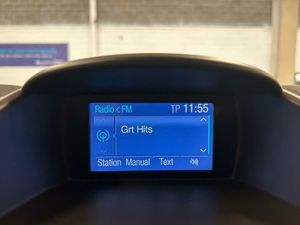 Radio < FM TP 11:55
Grt Hits
Station Manual Text